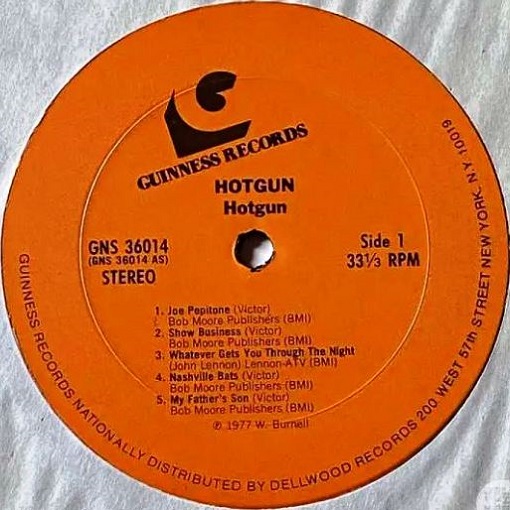 GUINNESS RECORDS
HOTGUN
Hotgun
GNS 36014
(GNS 36014 AS)
STEREO
Side 1
33⅓ RPM
1. Joe Pepitone (Victor)
Bob Moore Publishers (BMI)
2. Show Business (Victor)
Bob Moore Publishers (BMI)
3. Whatever Gets You Through The Night
(John Lennon) Lennon-ATV (BMI)
4. Nashville Bats (Victor)
Bob Moore Publishers (BMI)
5. My Father's Son (Victor)
Bob Moore Publishers (BMI)
℗ 1977 W. Burnell
GUINNESS RECORDS NATIONALLY DISTRIBUTED BY DELLWOOD RECORDS 200 WEST 57th STREET NEW YORK, N.Y. 10019